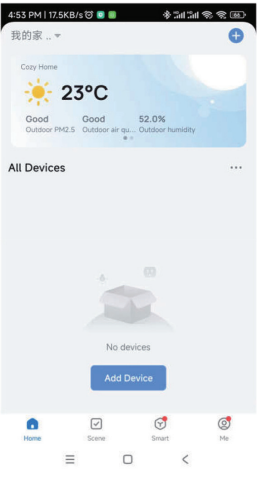 4:53 PM | 17.5KB/s
60
我的家 .. ▾
Cozy Home
23°C
Good Good 52.0%
Outdoor PM2.5 Outdoor air qu... Outdoor humidity
All Devices ...
No devices
Add Device
Home Scene Smart Me